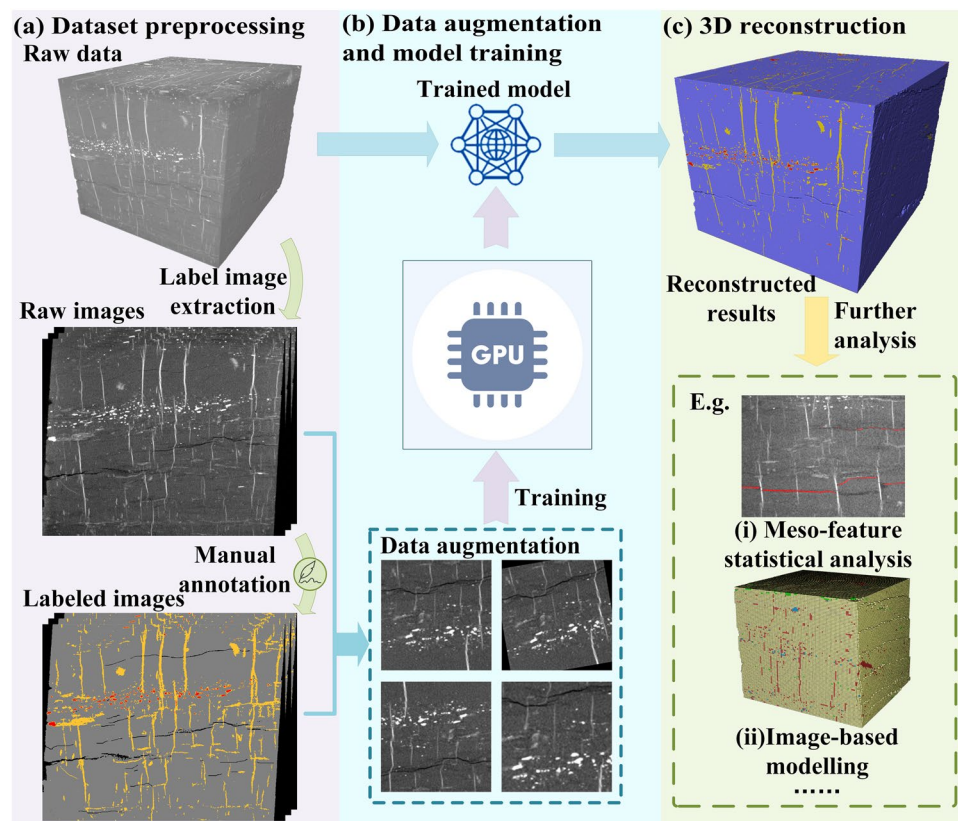 (a) Dataset preprocessing
Raw data
Label image
extraction
Raw images
Manual
annotation
Labeled images
(b) Data augmentation
and model training
Trained model
GPU
Training
Data augmentation
(c) 3D reconstruction
Reconstructed
results
Further
analysis
E.g.
(i) Meso-feature
statistical analysis
(ii)Image-based
modelling
......